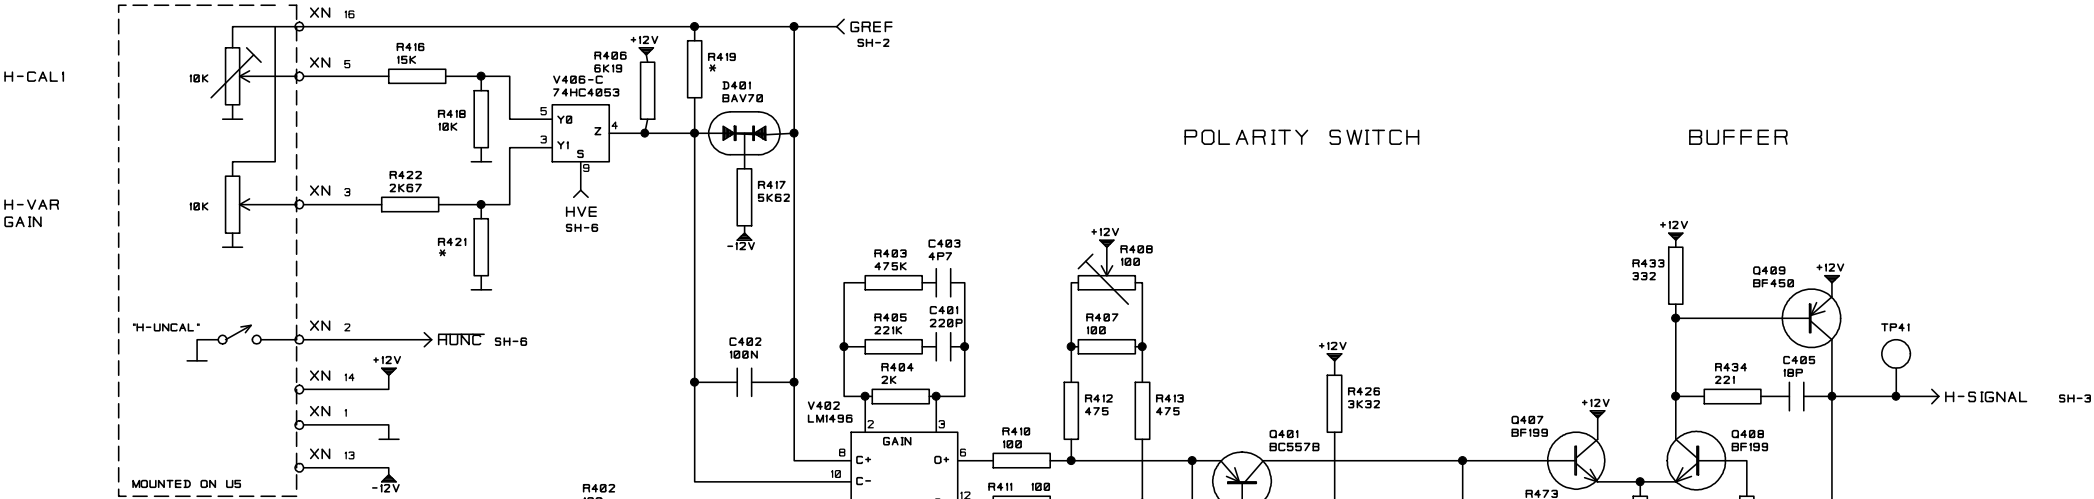 XN 16
GREF
SH-2
+12V
R416
15K
R406
6K19
R419
*
H-CAL1
10K
XN 5
V406-C
74HC4053
D401
BAV70
R418
10K
5
Y0
Z
4
3
Y1
S
9
POLARITY SWITCH
BUFFER
R422
2K67
R417
5K62
XN 3
H-VAR
GAIN
10K
HVE
SH-6
R421
*
-12V
+12V
R408
100
C403
4P7
R403
475K
+12V
R433
332
Q409
BF450
+12V
"H-UNCAL"
XN 2
HUNC SH-6
C401
220P
R405
221K
R407
100
TP41
C402
100N
+12V
+12V
XN 14
R404
2K
R434
221
C405
18P
R412
475
R413
475
R426
3K32
H-SIGNAL SH-3
V402
LM1496
+12V
XN 1
2
3
GAIN
R410
100
Q401
BC557B
Q407
BF199
Q408
BF199
XN 13
8
C+
O+
6
10
C-
MOUNTED ON U5
-12V
R402
R411 100
12
R473